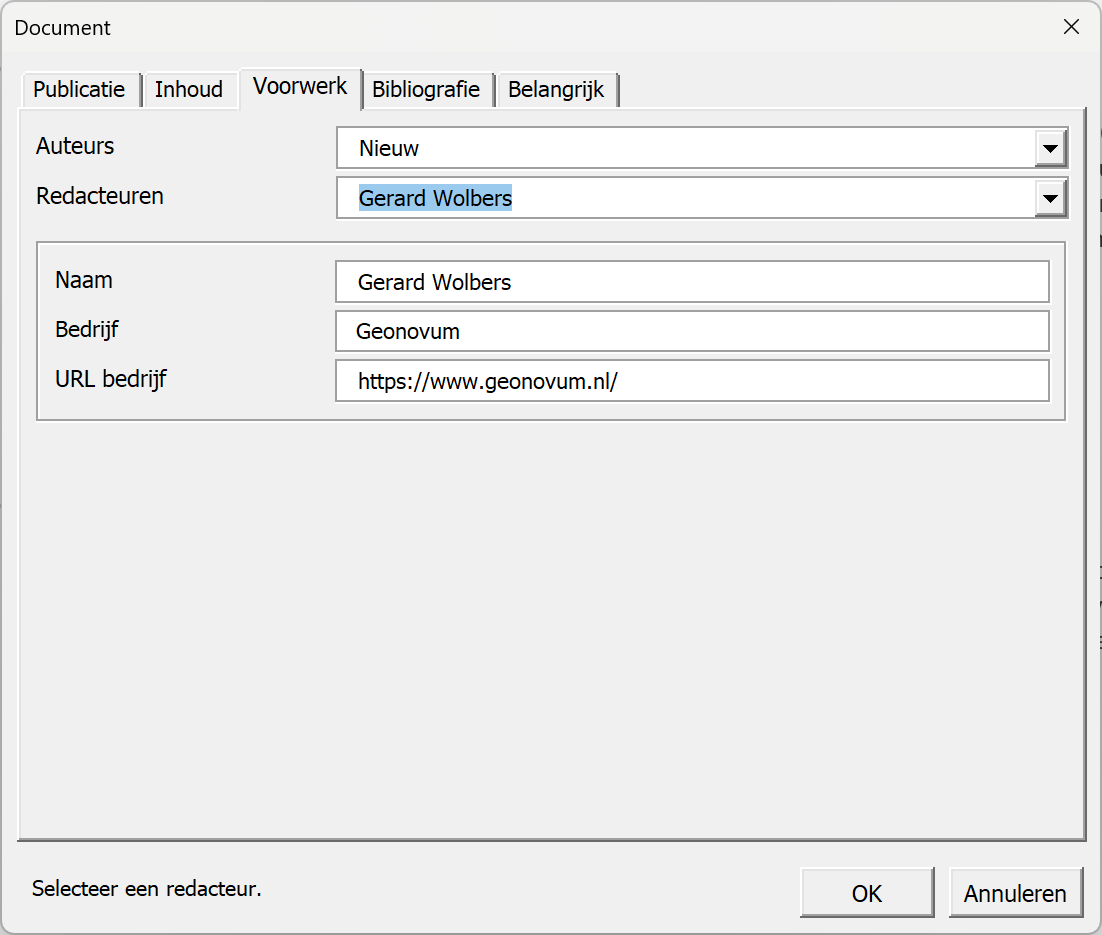 Document
Publicatie Inhoud Voorwerk Bibliografie Belangrijk
Auteurs Nieuw
Redacteuren Gerard Wolbers
Naam Gerard Wolbers
Bedrijf Geonovum
URL bedrijf https://www.geonovum.nl/
Selecteer een redacteur. OK Annuleren